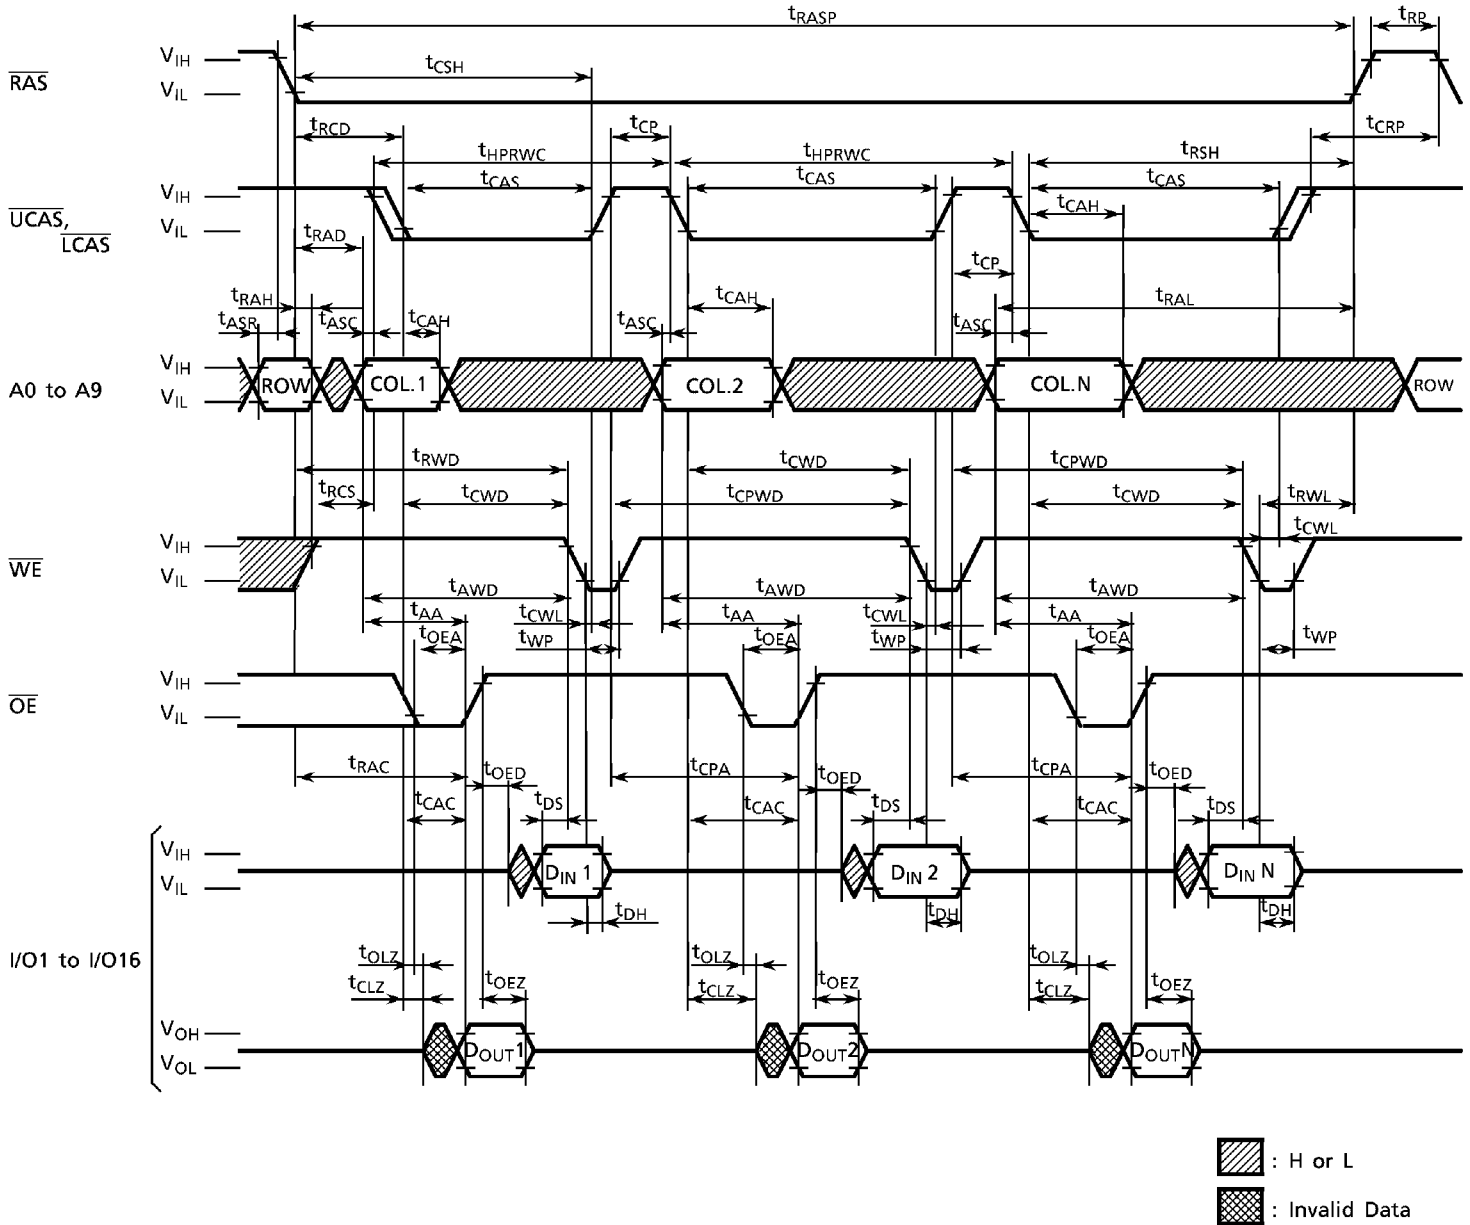 tRASP tRP
VIH
RAS tCSH
VIL
tRCD tCP tCRP
tHPRWC tHPRWC tRSH
VIH tCAS tCAS tCAS
UCAS,
LCAS
VIL tCAH
tRAD
tCP
tRAH tCAH tRAL
tASR tASC tCAH tASC tASC
VIH
A0 to A9 ROW COL.1 COL.2 COL.N ROW
VIL
tRWD tCWD tCPWD
tRCS tCWD tCPWD tCWD tRWL
VIH tCWL
WE
VIL
tAWD tAWD tAWD
tAA tCWL tAA tCWL tAA
tOEA tWP tOEA tWP tOEA tWP
VIH
OE
VIL
tRAC tOED tCPA tOED tCPA tOED
tCAC tDS tCAC tDS tCAC tDS
VIH
DIN 1 DIN 2 DIN N
VIL
tDH tDH tDH
I/O1 to I/O16
tOLZ tOLZ tOLZ
tCLZ tOEZ tCLZ tOEZ tCLZ tOEZ
VOH
DOUT1 DOUT2 DOUTN
VOL
: H or L
: Invalid Data